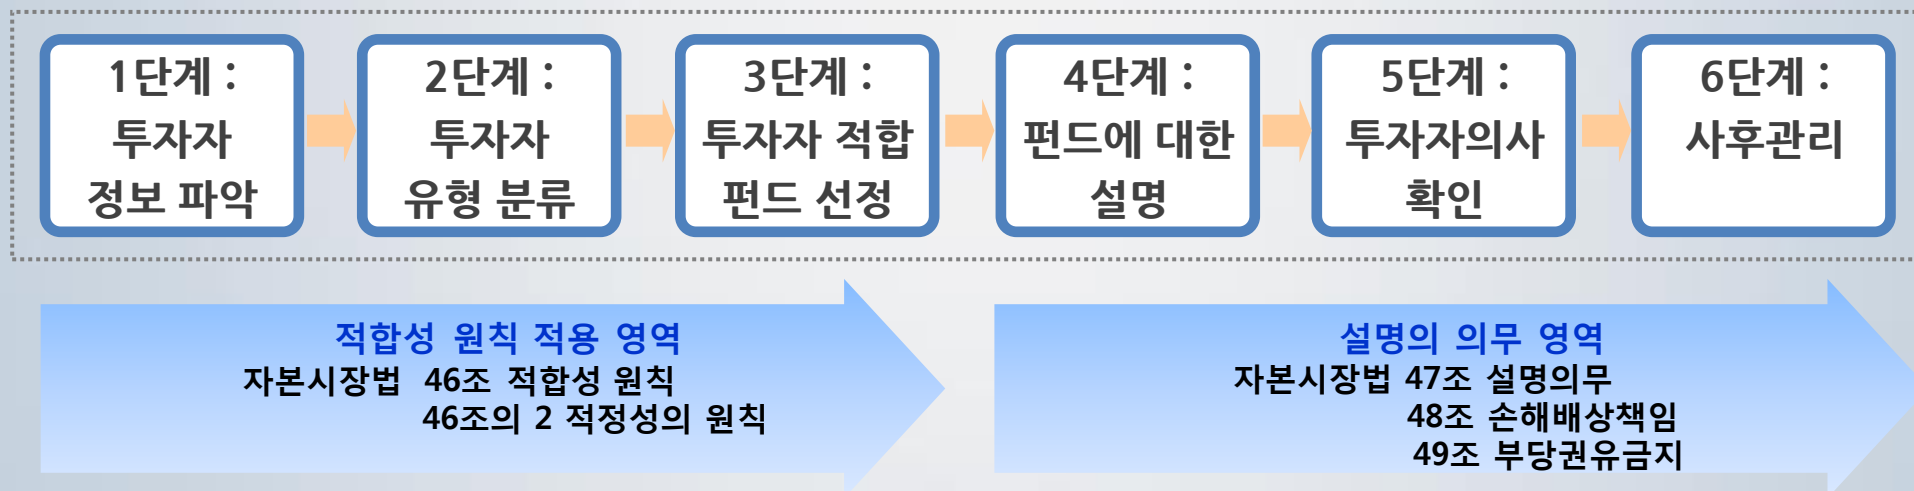 1단계 :
투자자
정보 파악
2단계 :
투자자
유형 분류
3단계 :
투자자 적합
펀드 선정
4단계 :
펀드에 대한
설명
5단계 :
투자자의사
확인
6단계 :
사후관리
적합성 원칙 적용 영역
자본시장법 46조 적합성 원칙
46조의 2 적정성의 원칙
설명의 의무 영역
자본시장법 47조 설명의무
48조 손해배상책임
49조 부당권유금지